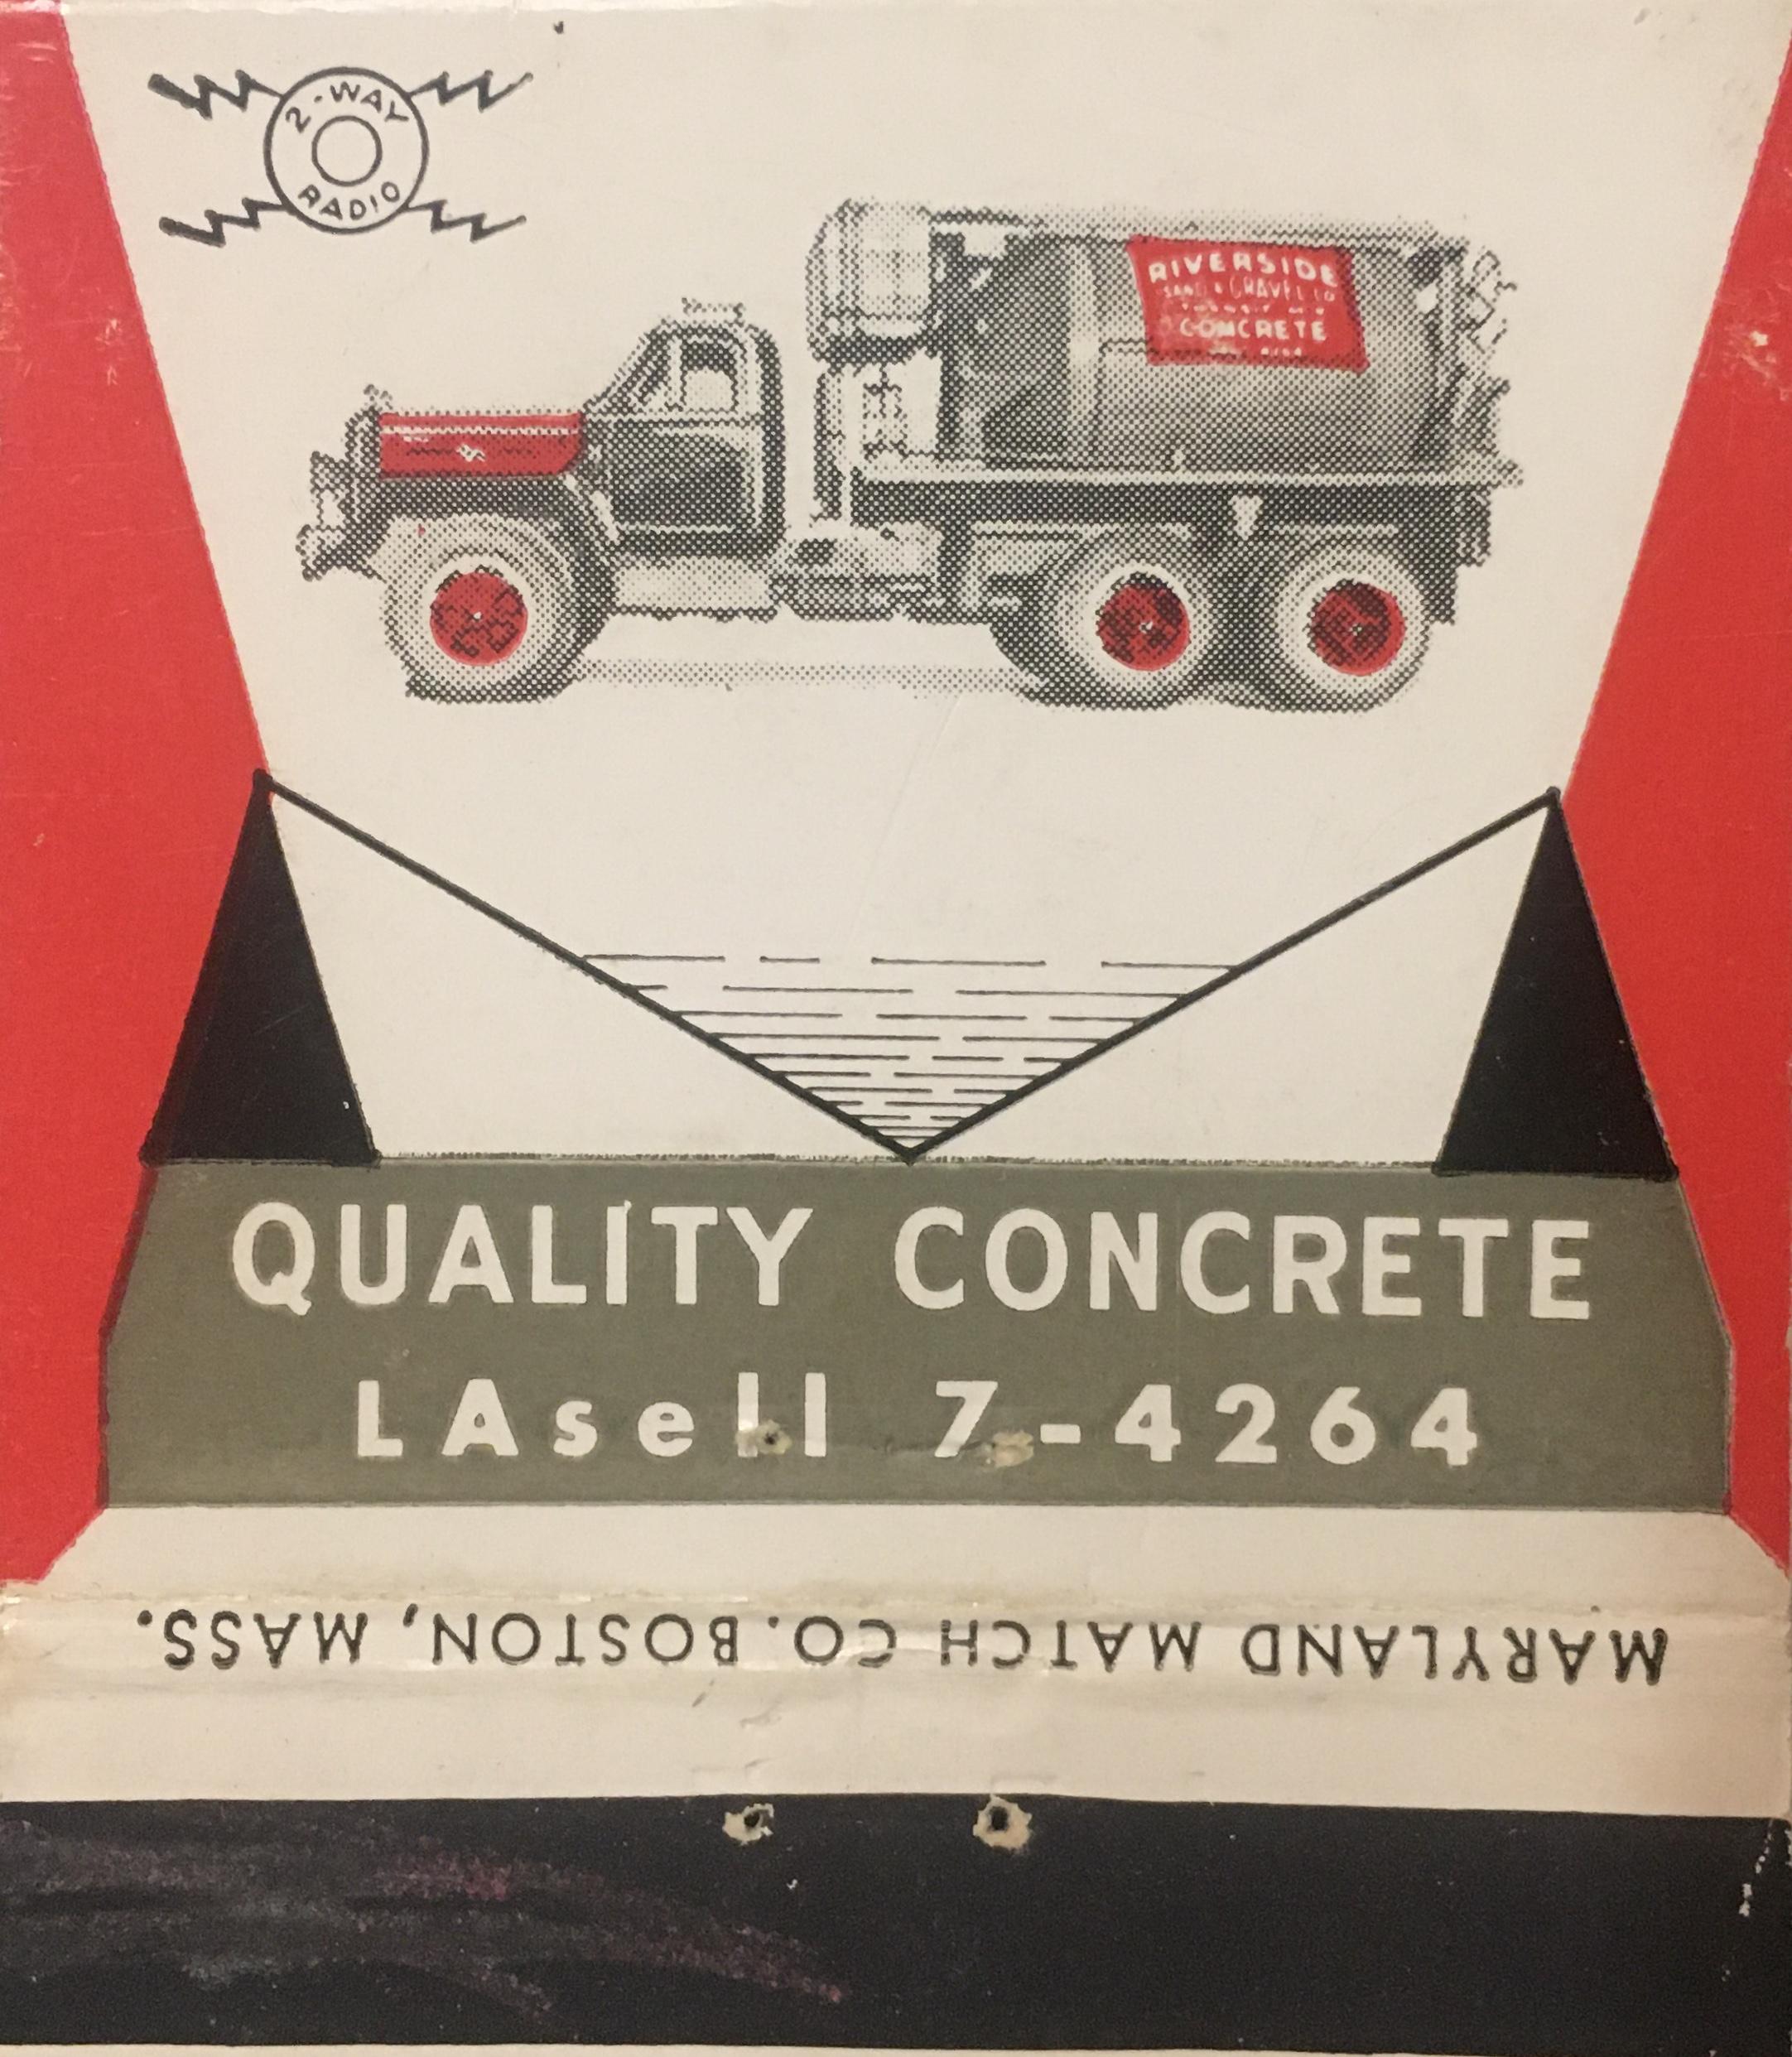 2-WAY
RADIO
RIVERSIDE
SAND & GRAVEL CO
CONCRETE
QUALITY CONCRETE
LAsell 7-4264
MARYLAND MATCH CO. BOSTON, MASS.